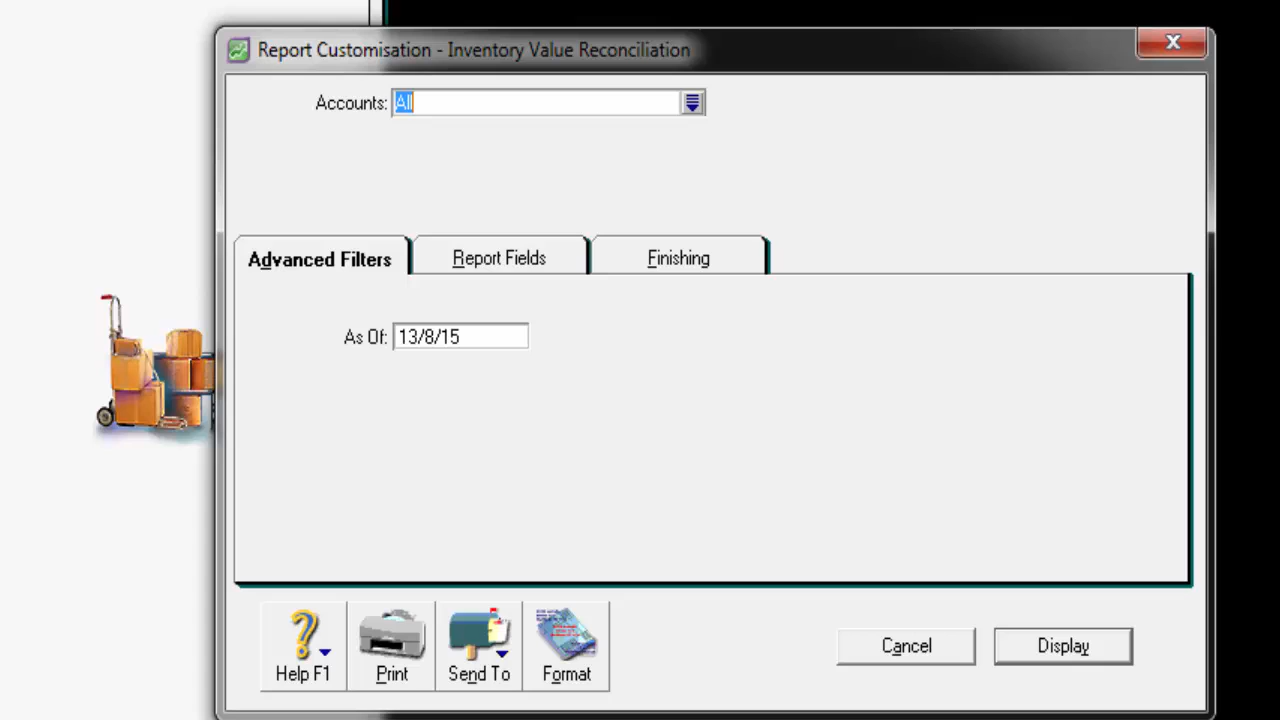 Report Customisation - Inventory Value Reconciliation
Accounts: All
Advanced Filters Report Fields Finishing
As Of: 13/8/15
Help F1 Print Send To Format
Cancel Display